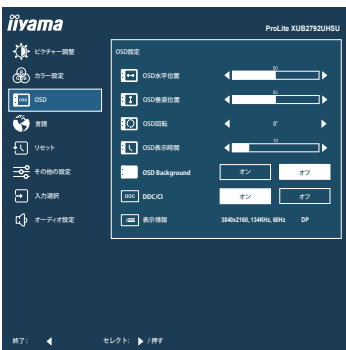 iiyama
ProLite XUB2792UHSU
ピクチャー調整
カラー設定
OSD
言語
リセット
その他の設定
入力選択
オーディオ設定
OSD設定
OSD水平位置
50
OSD垂直位置
OSD回転
0°
OSD表示時間
10
OSD Background
オン
オフ
DDC DDC/CI
オン
オフ
表示情報
3840x2160, 134KHz, 60Hz DP
終了:
セレクト: / 押す